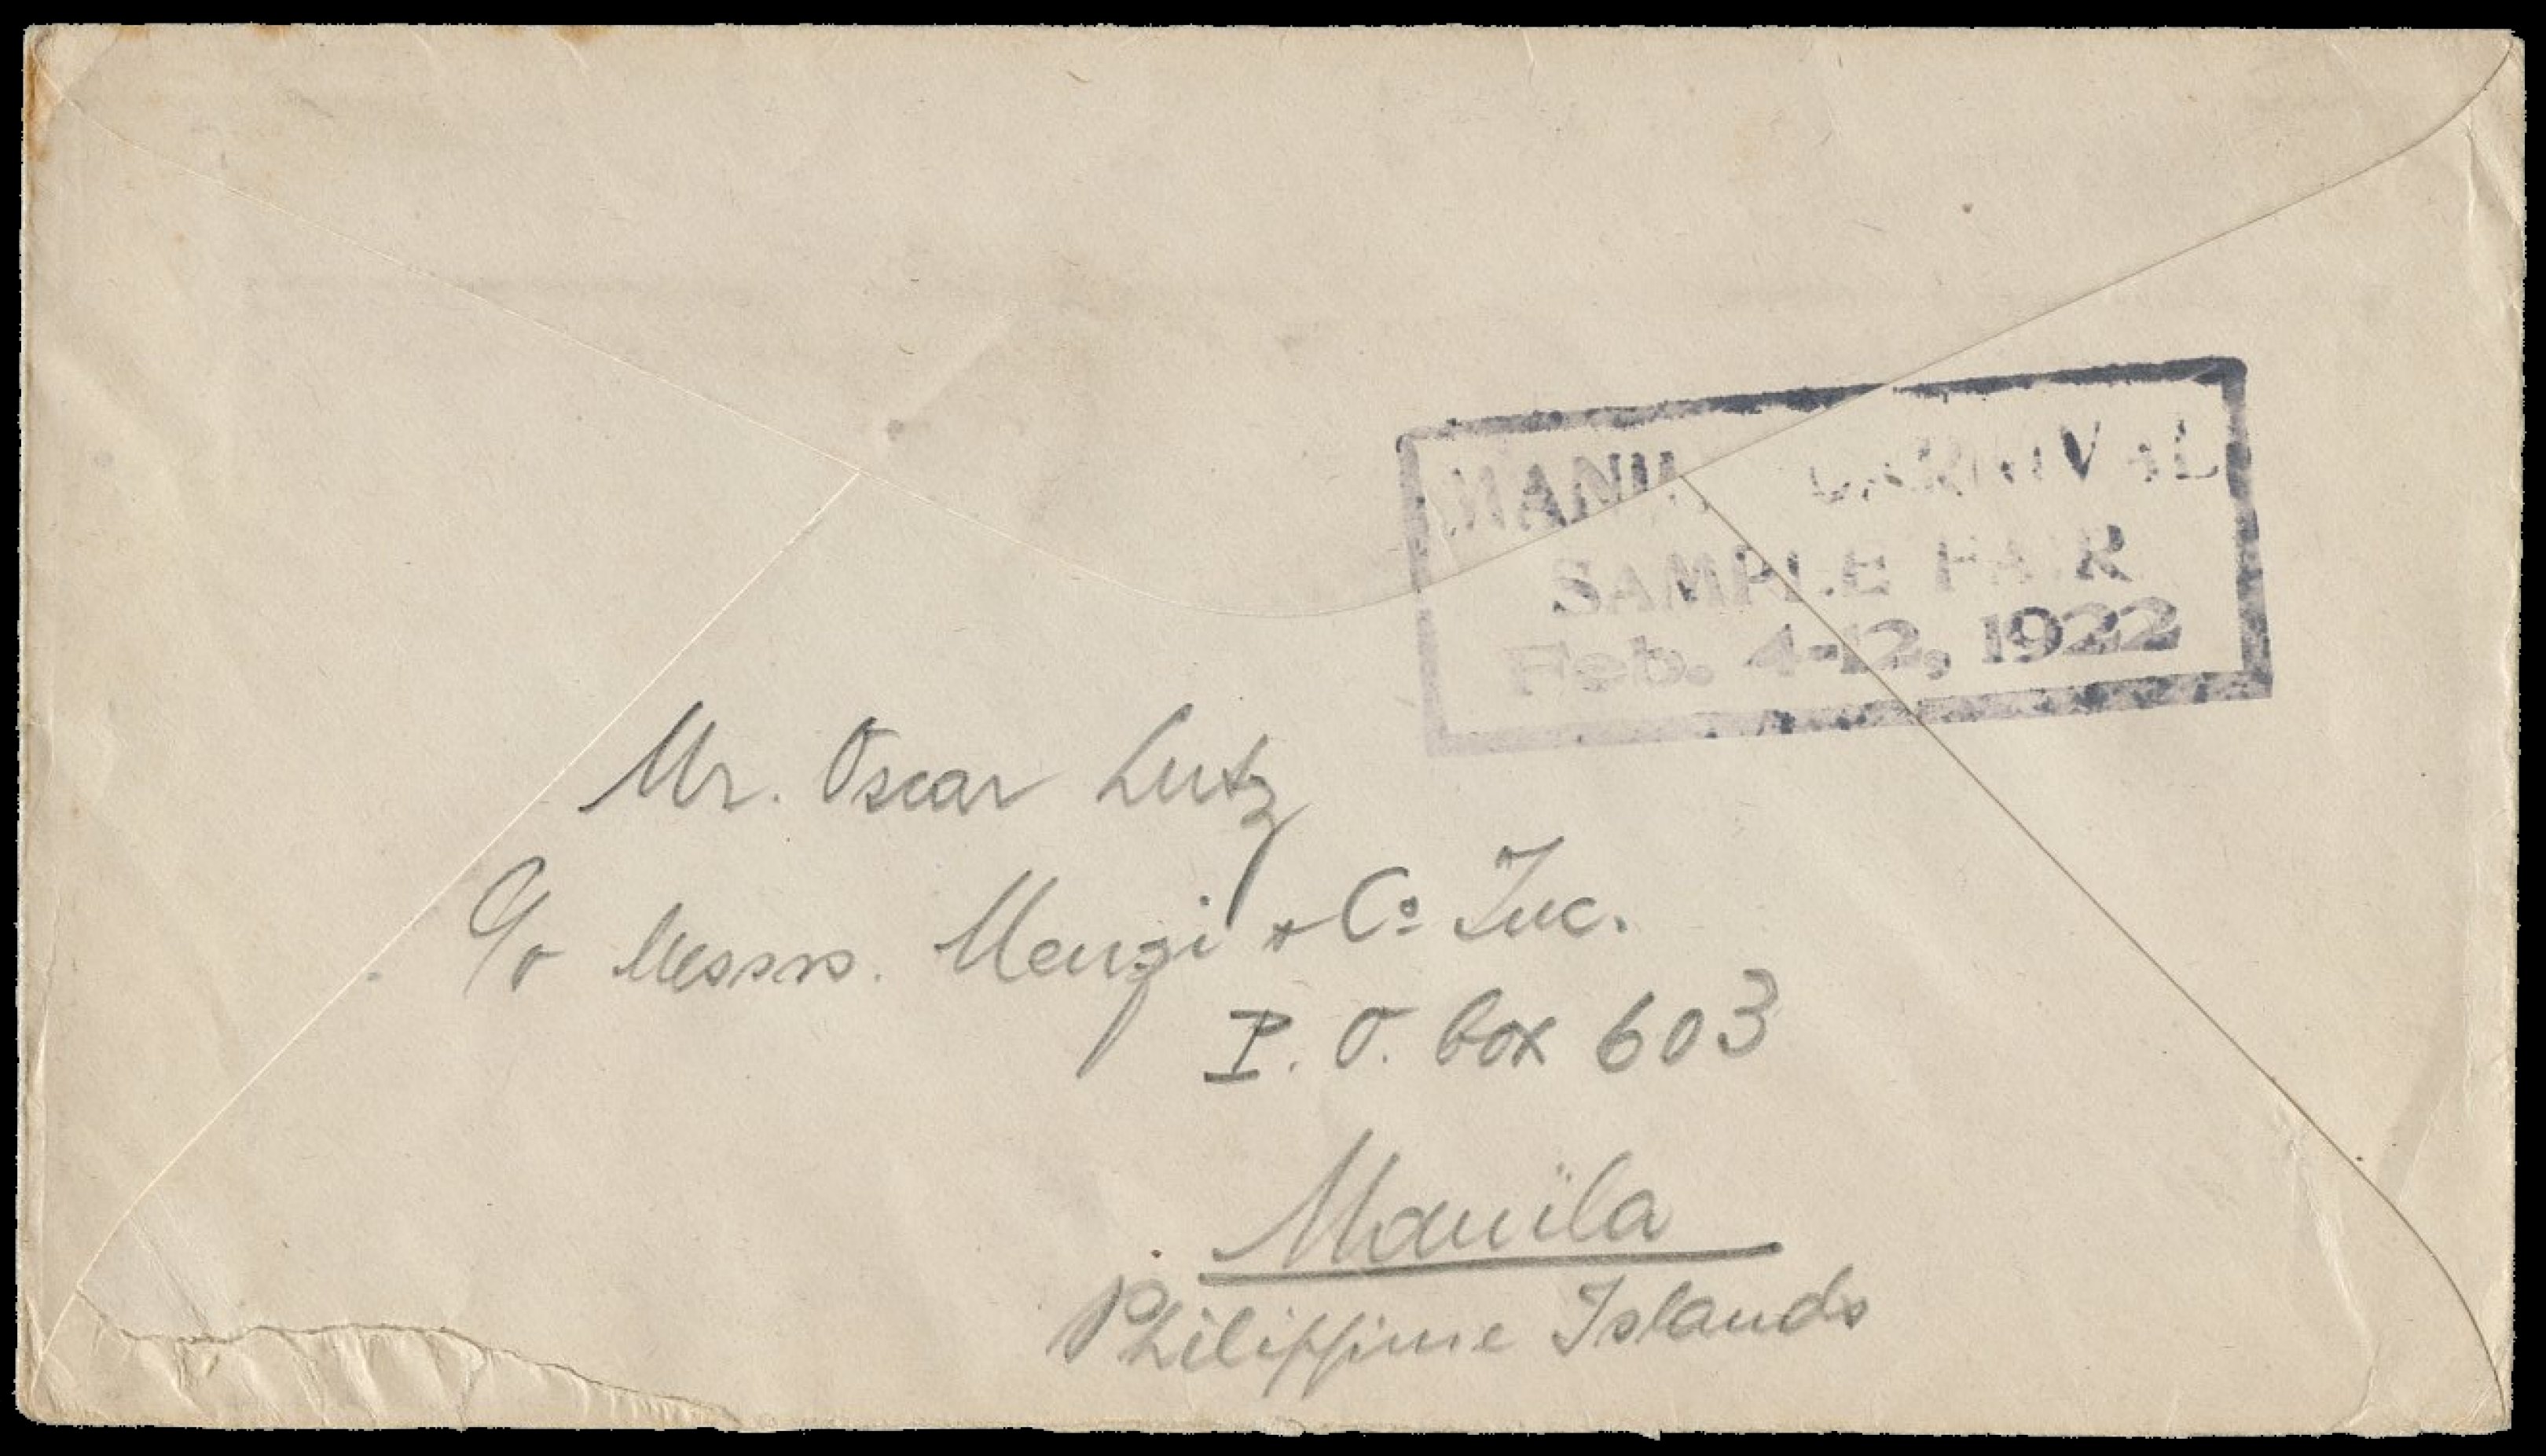 MANILA CARNIVAL
SAMPLE FAIR
Feb. 4-12, 1922
Mr. Oscar Lutz
c/o Messrs. Menzi & Co Inc.
P. O. Box 603
Manila
Philippine Islands